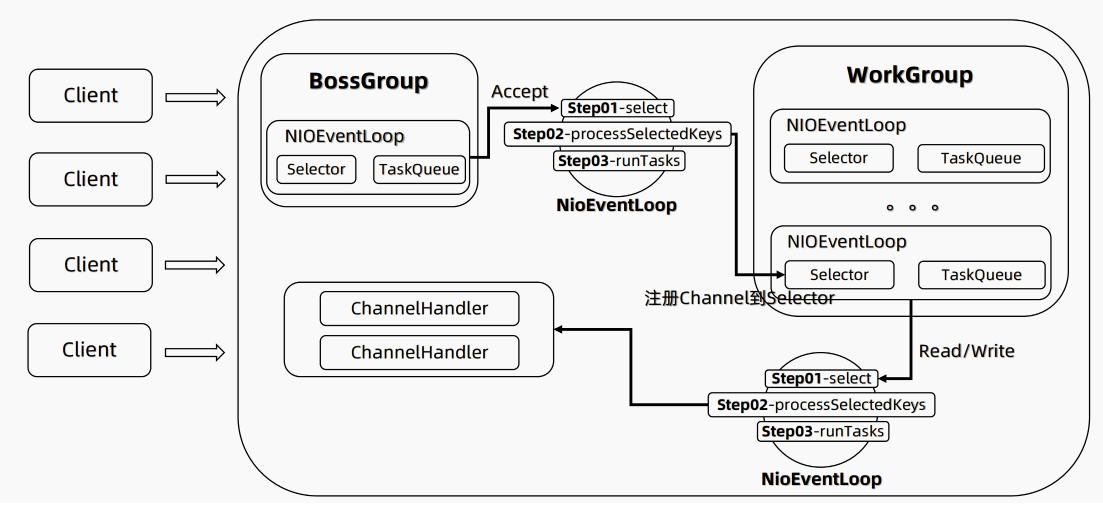 Client
Client
Client
Client
BossGroup
NIOEventLoop
Selector
TaskQueue
Accept
Step01-select
Step02-processSelectedKeys
Step03-runTasks
NioEventLoop
WorkGroup
NIOEventLoop
Selector
TaskQueue
NIOEventLoop
Selector
TaskQueue
注册Channel到Selector
Read/Write
Step01-select
Step02-processSelectedKeys
Step03-runTasks
NioEventLoop
ChannelHandler
ChannelHandler